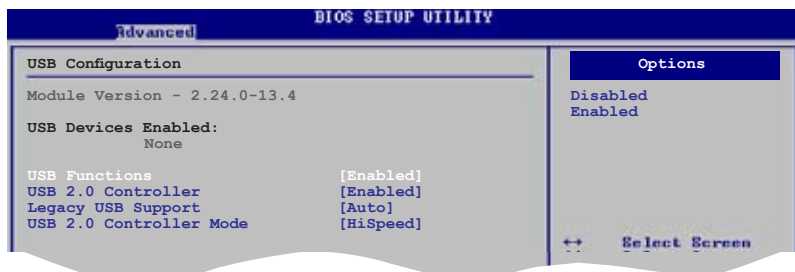 BIOS SETUP UTILITY
Advanced
USB Configuration
Module Version - 2.24.0-13.4
USB Devices Enabled:
None
USB Functions [Enabled]
USB 2.0 Controller [Enabled]
Legacy USB Support [Auto]
USB 2.0 Controller Mode [HiSpeed]
Options
Disabled
Enabled
↔ Select Screen